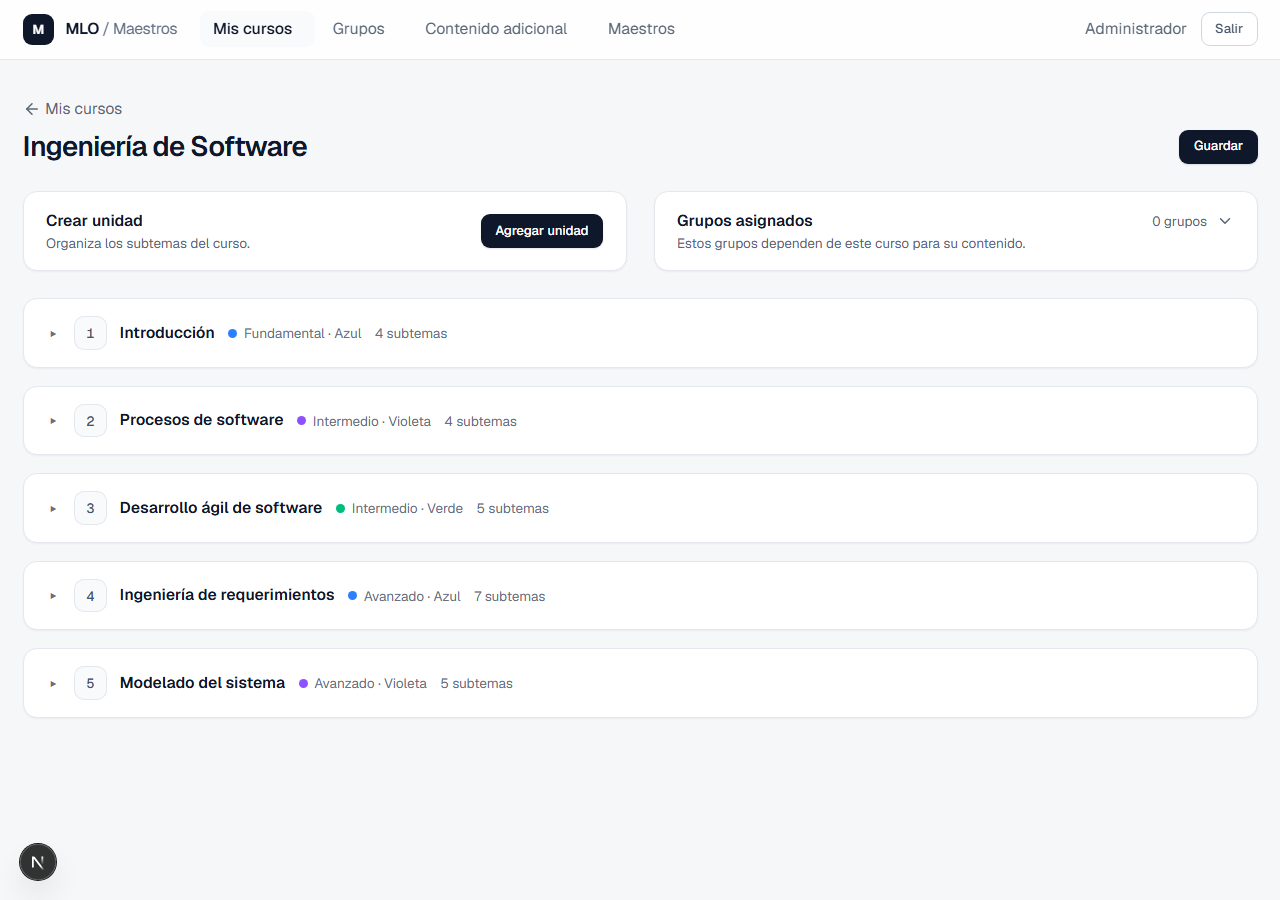 M MLO / Maestros Mis cursos Grupos Contenido adicional Maestros Administrador Salir
← Mis cursos
Ingeniería de Software Guardar
Crear unidad
Organiza los subtemas del curso.
Agregar unidad
Grupos asignados
Estos grupos dependen de este curso para su contenido.
0 grupos
1 Introducción Fundamental · Azul 4 subtemas
2 Procesos de software Intermedio · Violeta 4 subtemas
3 Desarrollo ágil de software Intermedio · Verde 5 subtemas
4 Ingeniería de requerimientos Avanzado · Azul 7 subtemas
5 Modelado del sistema Avanzado · Violeta 5 subtemas
N